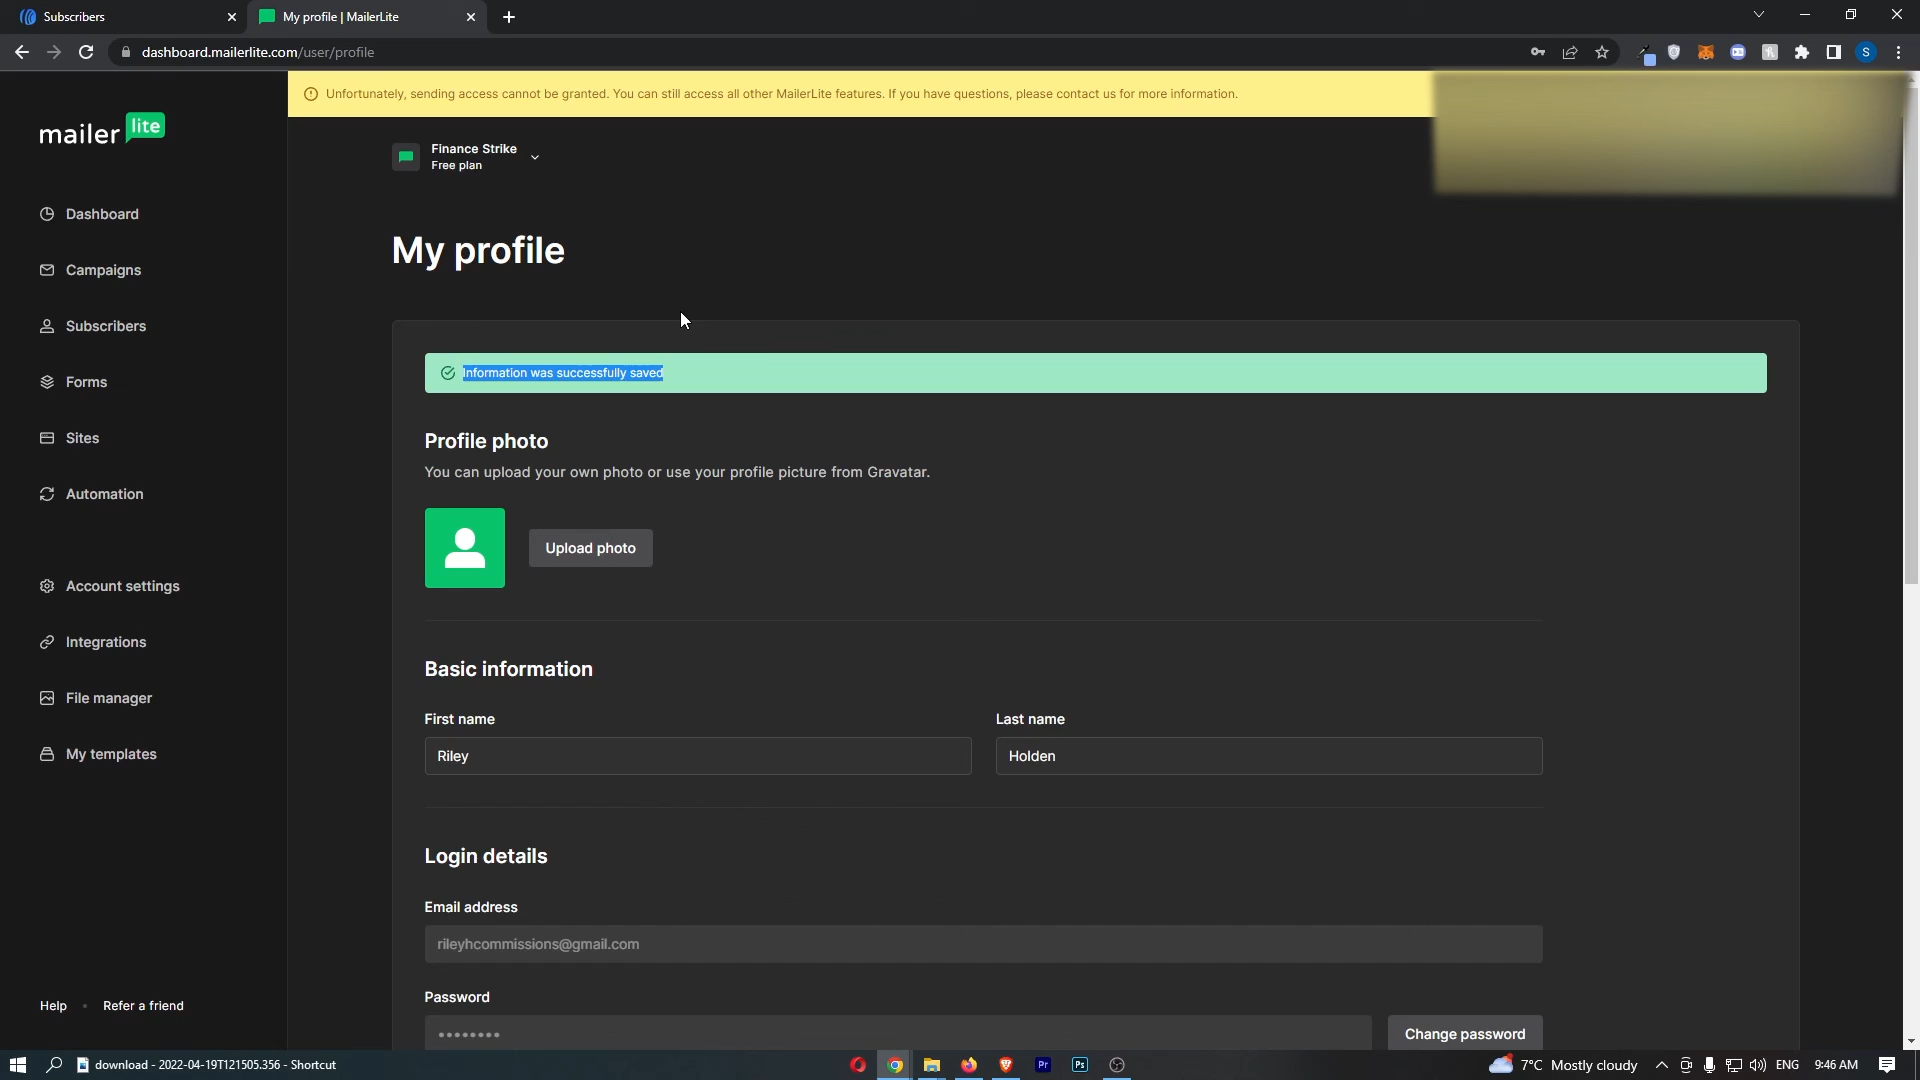 Subscribers
My profile | MailerLite
dashboard.mailerlite.com/user/profile
S
Unfortunately, sending access cannot be granted. You can still access all other MailerLite features. If you have questions, please contact us for more information.
mailer lite
Finance Strike
Free plan
Dashboard
Campaigns
Subscribers
Forms
Sites
Automation
Account settings
Integrations
File manager
My templates
Help
Refer a friend
My profile
Information was successfully saved
Profile photo
You can upload your own photo or use your profile picture from Gravatar.
Upload photo
Basic information
First name
Last name
Riley
Holden
Login details
Email address
rileyhcommissions@gmail.com
Password
Change password
download - 2022-04-19T121505.356 - Shortcut
Pr
Ps
7°C Mostly cloudy
ENG
9:46 AM